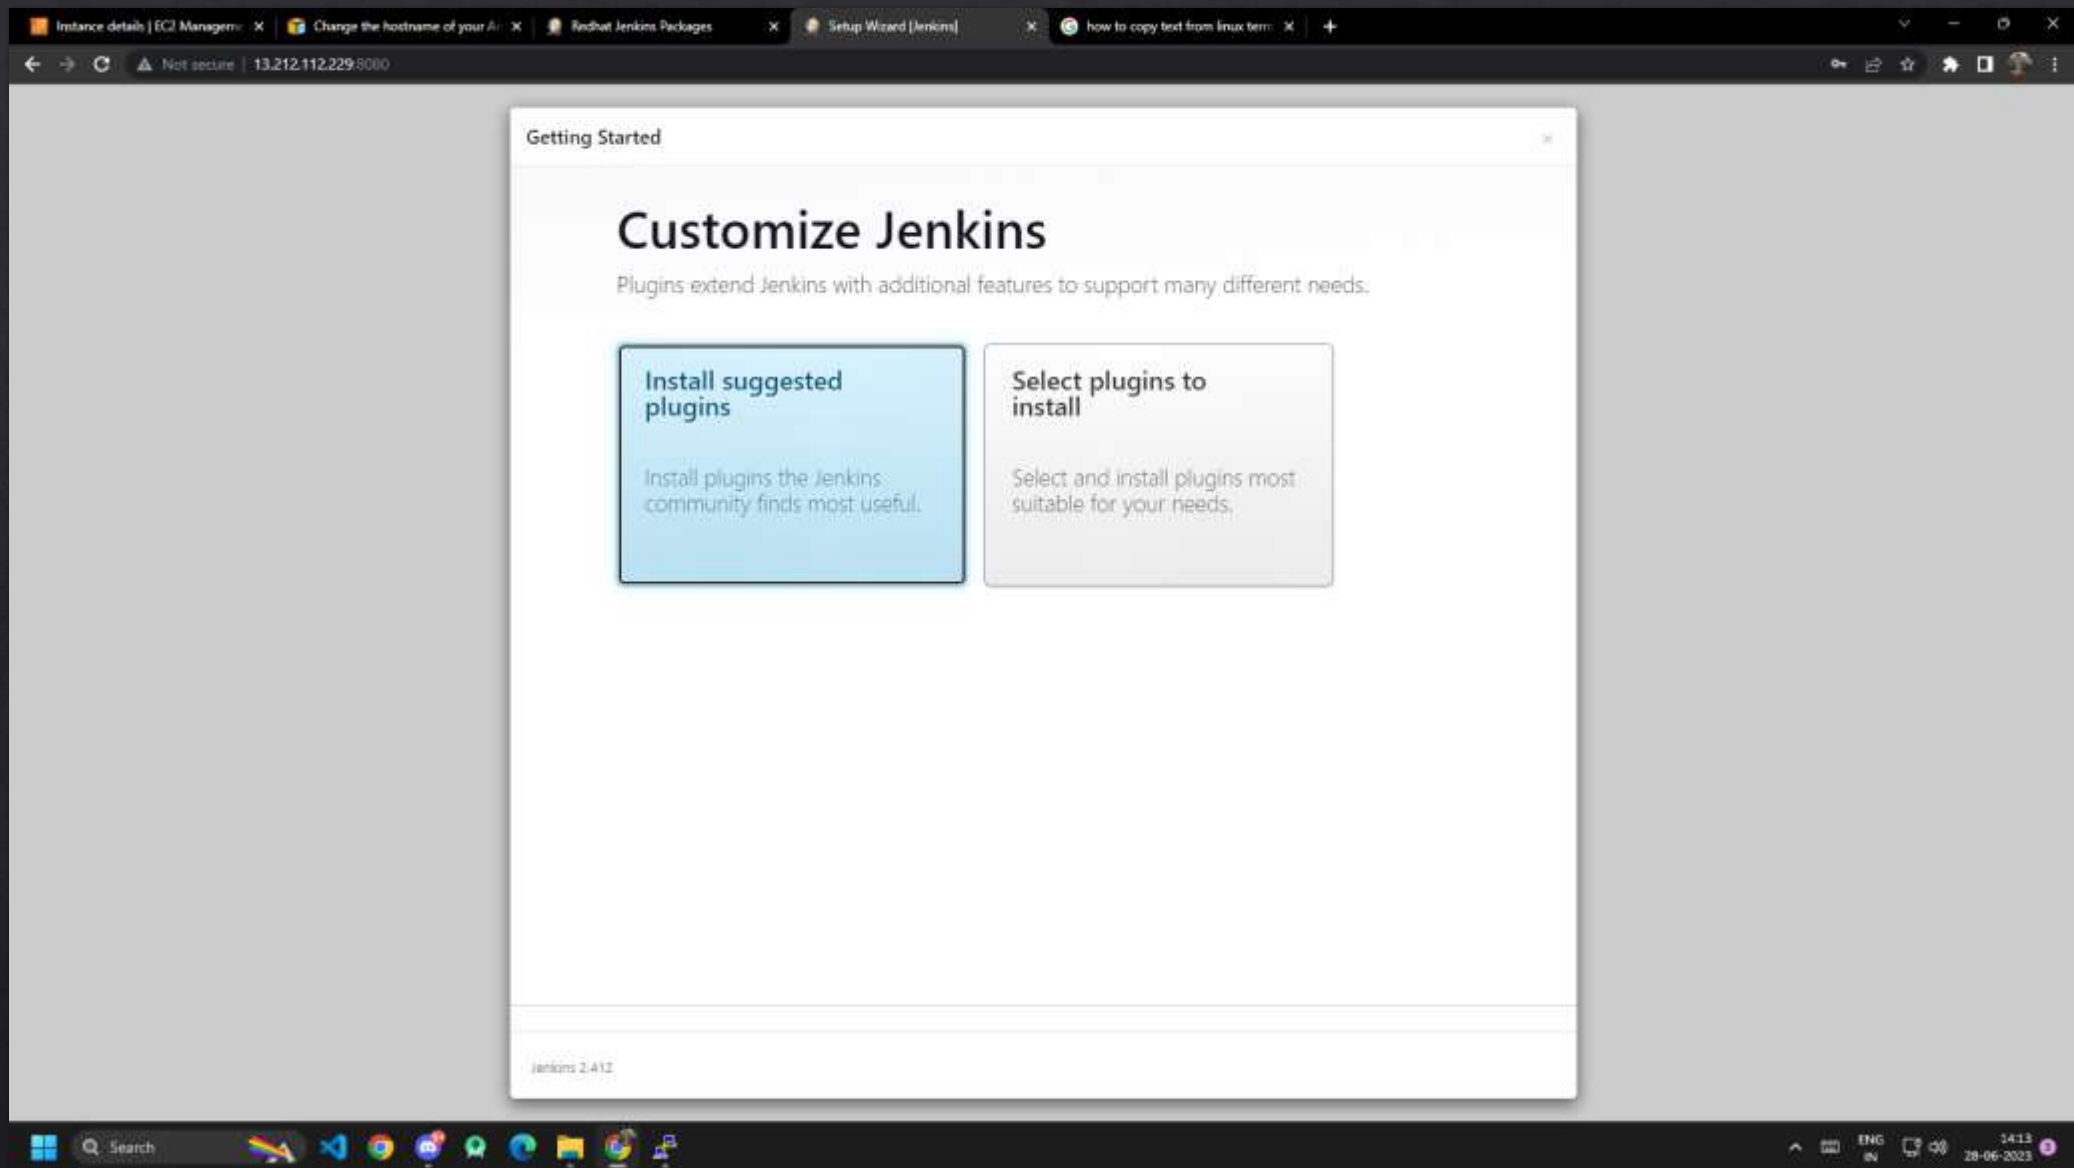 Instance details | EC2 Managem
Change the hostname of your A
Redhat Jenkins Packages
Setup Wizard [Jenkins]
how to copy text from linux term
Not secure | 13.212.112.229:8080
Getting Started
Customize Jenkins
Plugins extend Jenkins with additional features to support many different needs.
Install suggested
plugins
Install plugins the Jenkins
community finds most useful.
Select plugins to
install
Select and install plugins most
suitable for your needs.
Jenkins 2.412
Search
ENG
IN
14:13
28-06-2023